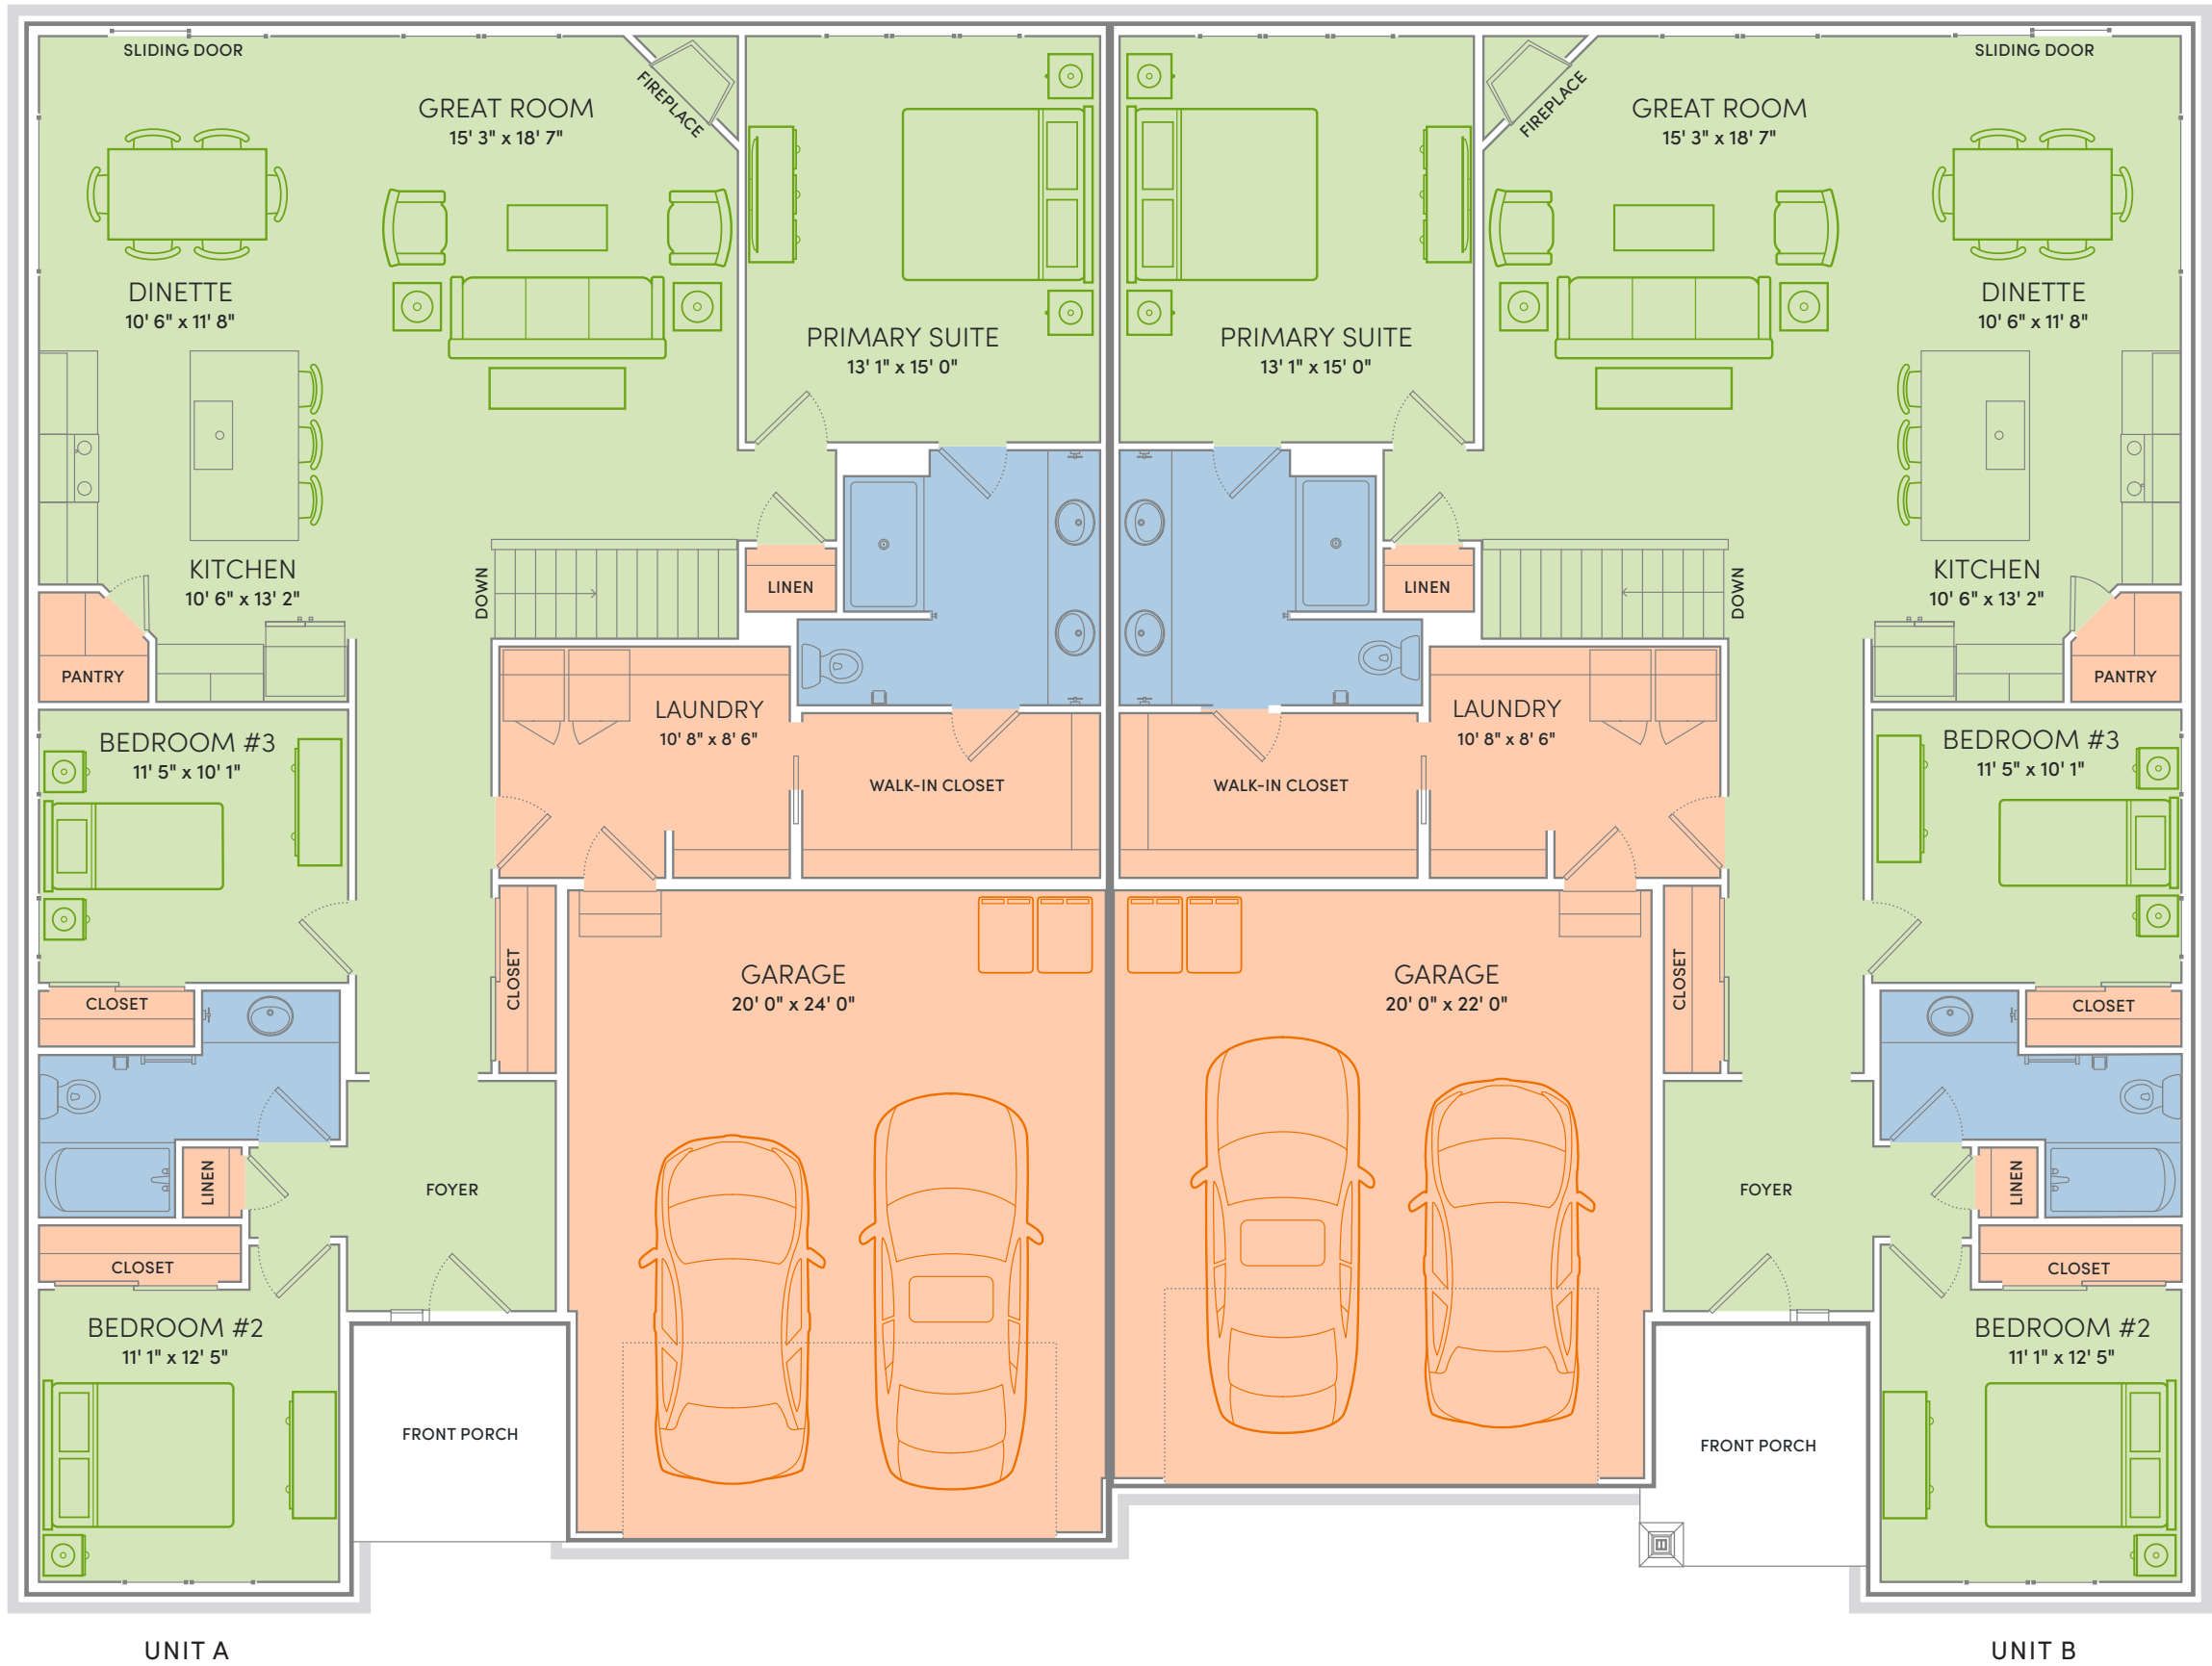 SLIDING DOOR
GREAT ROOM
15' 3" x 18' 7"
FIREPLACE
DINETTE
10' 6" x 11' 8"
PRIMARY SUITE
13' 1" x 15' 0"
KITCHEN
10' 6" x 13' 2"
DOWN
LINEN
PANTRY
LAUNDRY
10' 8" x 8' 6"
WALK-IN CLOSET
BEDROOM #3
11' 5" x 10' 1"
CLOSET
CLOSET
GARAGE
20' 0" x 24' 0"
LINEN
FOYER
CLOSET
BEDROOM #2
11' 1" x 12' 5"
FRONT PORCH
UNIT A
SLIDING DOOR
GREAT ROOM
15' 3" x 18' 7"
FIREPLACE
DINETTE
10' 6" x 11' 8"
PRIMARY SUITE
13' 1" x 15' 0"
KITCHEN
10' 6" x 13' 2"
DOWN
LINEN
PANTRY
LAUNDRY
10' 8" x 8' 6"
WALK-IN CLOSET
BEDROOM #3
11' 5" x 10' 1"
CLOSET
CLOSET
GARAGE
20' 0" x 22' 0"
LINEN
FOYER
CLOSET
BEDROOM #2
11' 1" x 12' 5"
FRONT PORCH
UNIT B